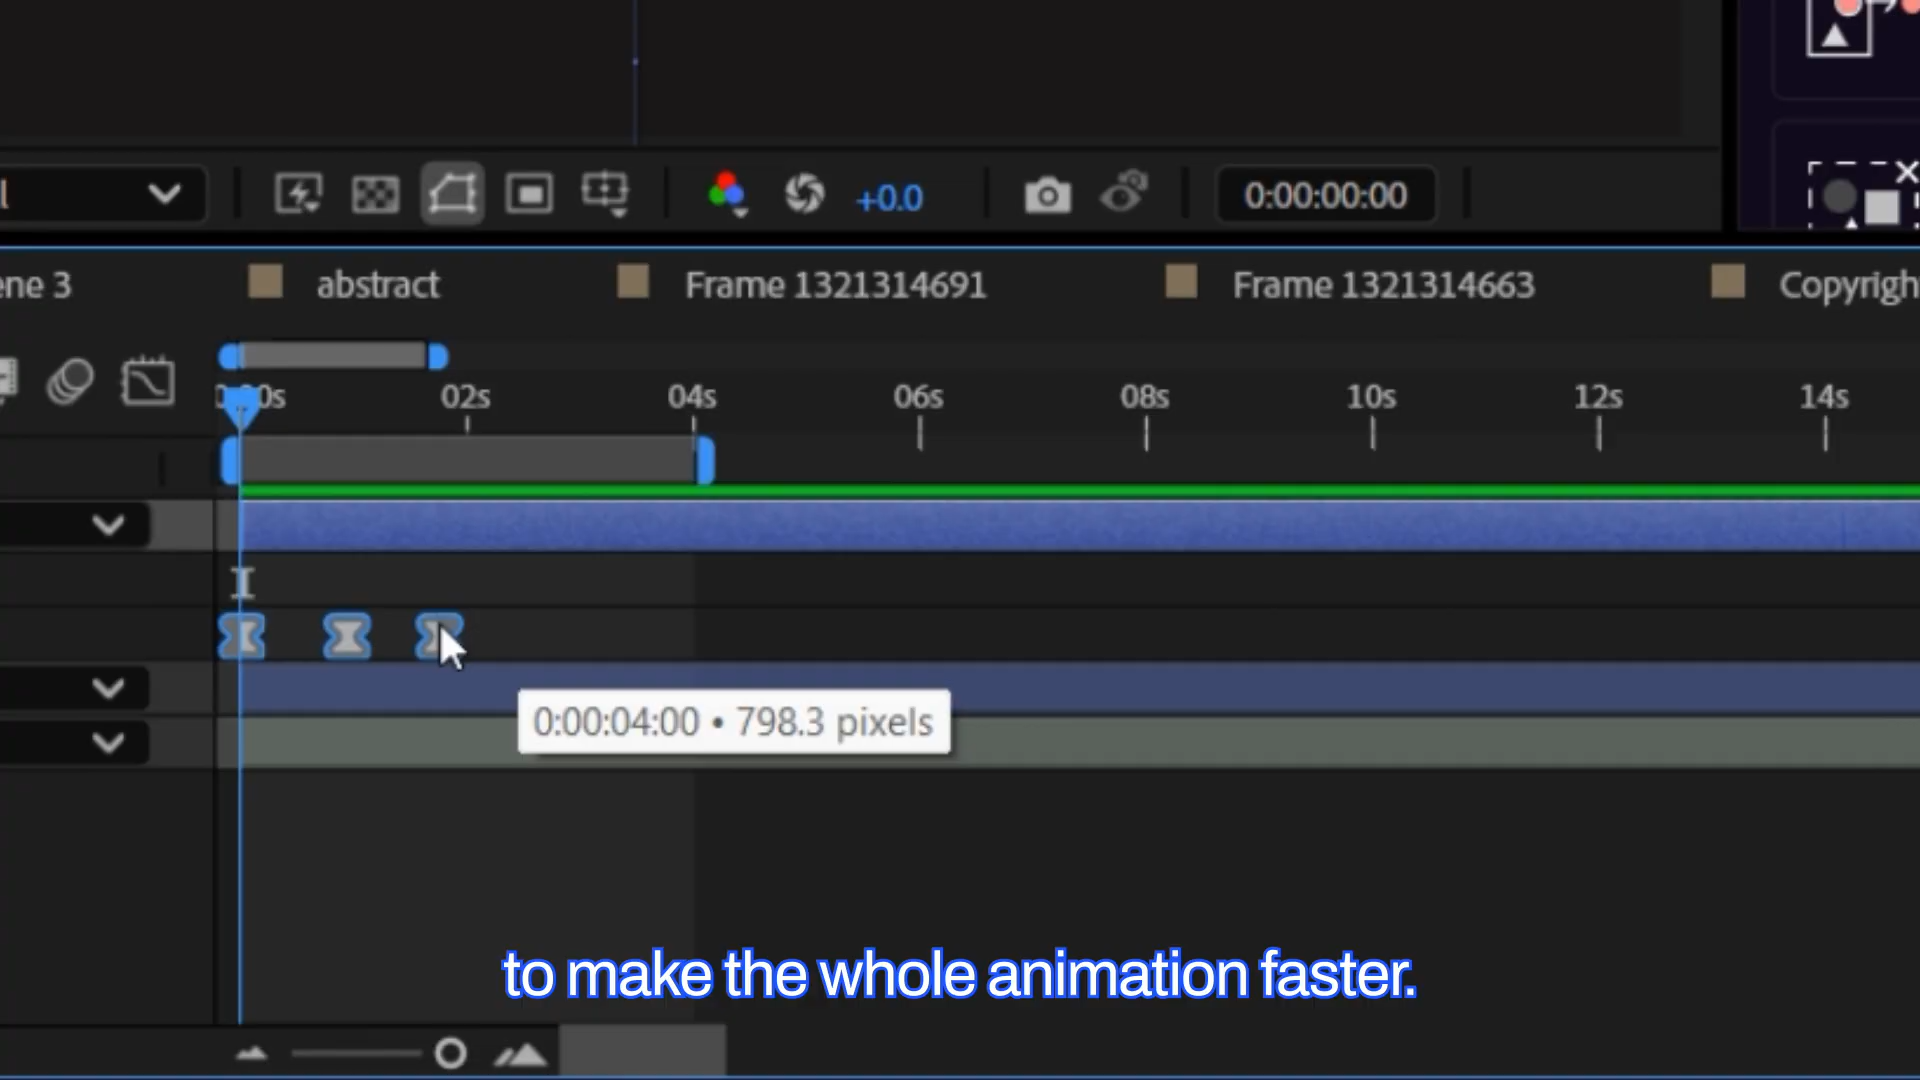 +0.0
0:00:00:00
ene 3
abstract
Frame 1321314691
Frame 1321314663
Copyrigh
02s
04s
06s
08s
10s
12s
14s
0:00:04:00 • 798.3 pixels
to make the whole animation faster.